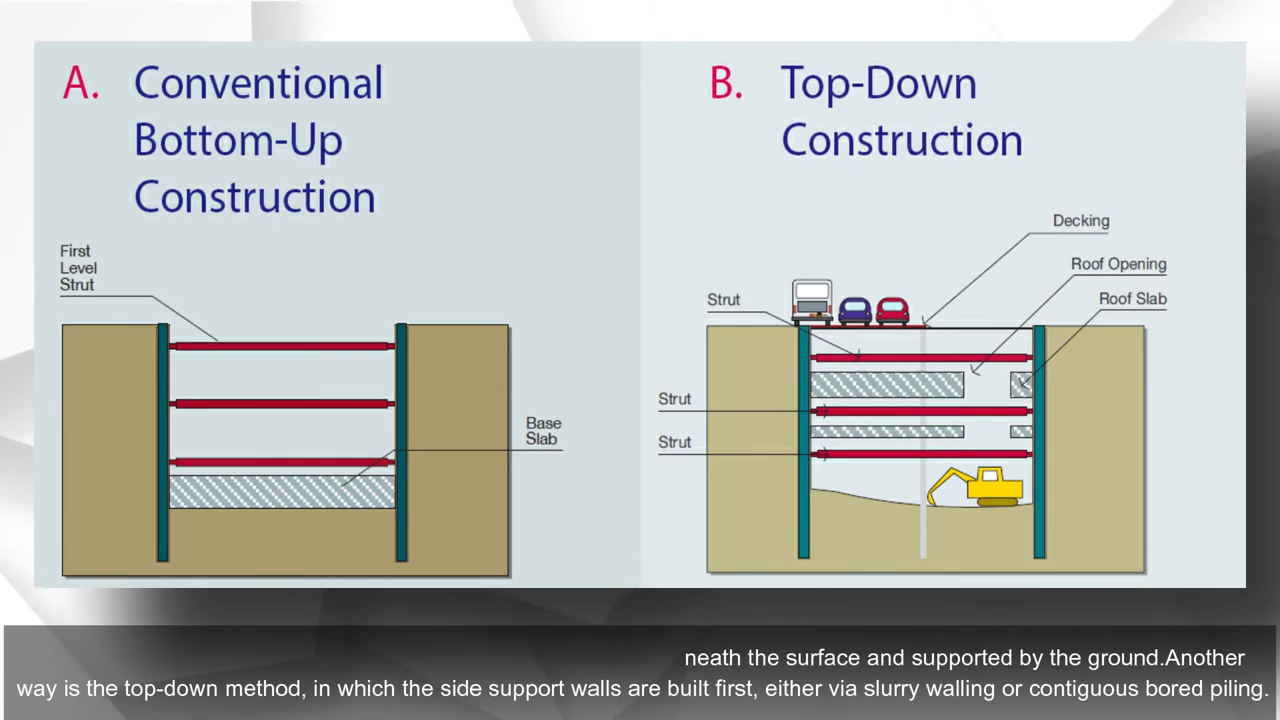 A. Conventional
Bottom-Up
Construction
First
Level
Strut
Base
Slab
B. Top-Down
Construction
Decking
Roof Opening
Roof Slab
Strut
Strut
Strut
neath the surface and supported by the ground.Another
way is the top-down method, in which the side support walls are built first, either via slurry walling or contiguous bored piling.